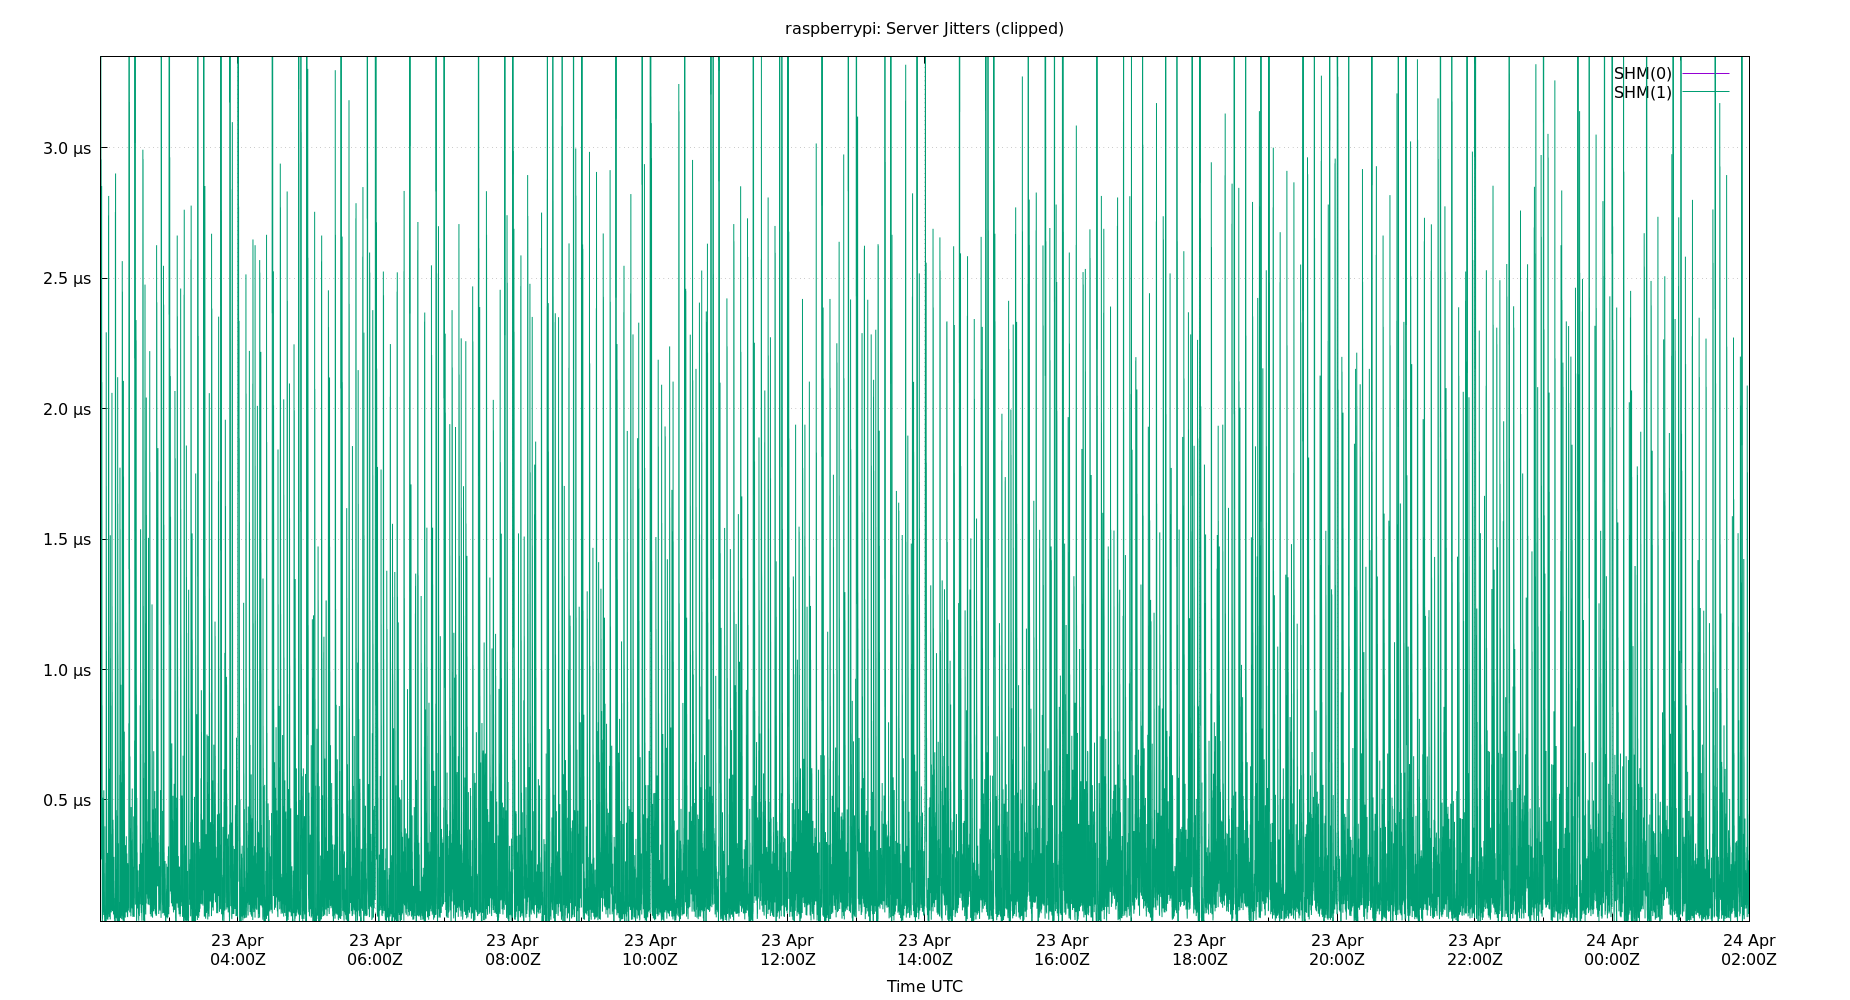 raspberrypi: Server Jitters (clipped)
SHM(0)
SHM(1)
3.0 µs
2.5 µs
2.0 µs
1.5 µs
1.0 µs
0.5 µs
23 Apr 23 Apr 23 Apr 23 Apr 23 Apr 23 Apr 23 Apr 23 Apr 23 Apr 23 Apr 24 Apr 24 Apr
04:00Z 06:00Z 08:00Z 10:00Z 12:00Z 14:00Z 16:00Z 18:00Z 20:00Z 22:00Z 00:00Z 02:00Z
Time UTC